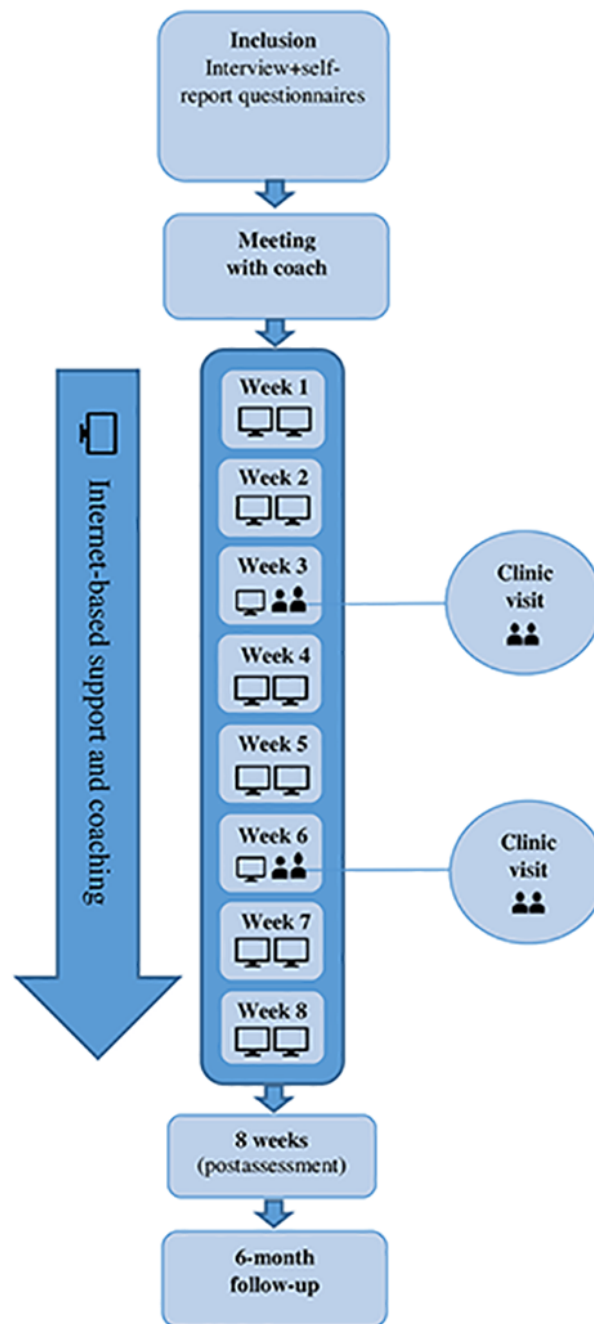 Inclusion
Interview+self-
report questionnaires
Meeting
with coach
Internet-based support and coaching
Week 1
Week 2
Week 3
Clinic
visit
Week 4
Week 5
Week 6
Clinic
visit
Week 7
Week 8
8 weeks
(postassessment)
6-month
follow-up